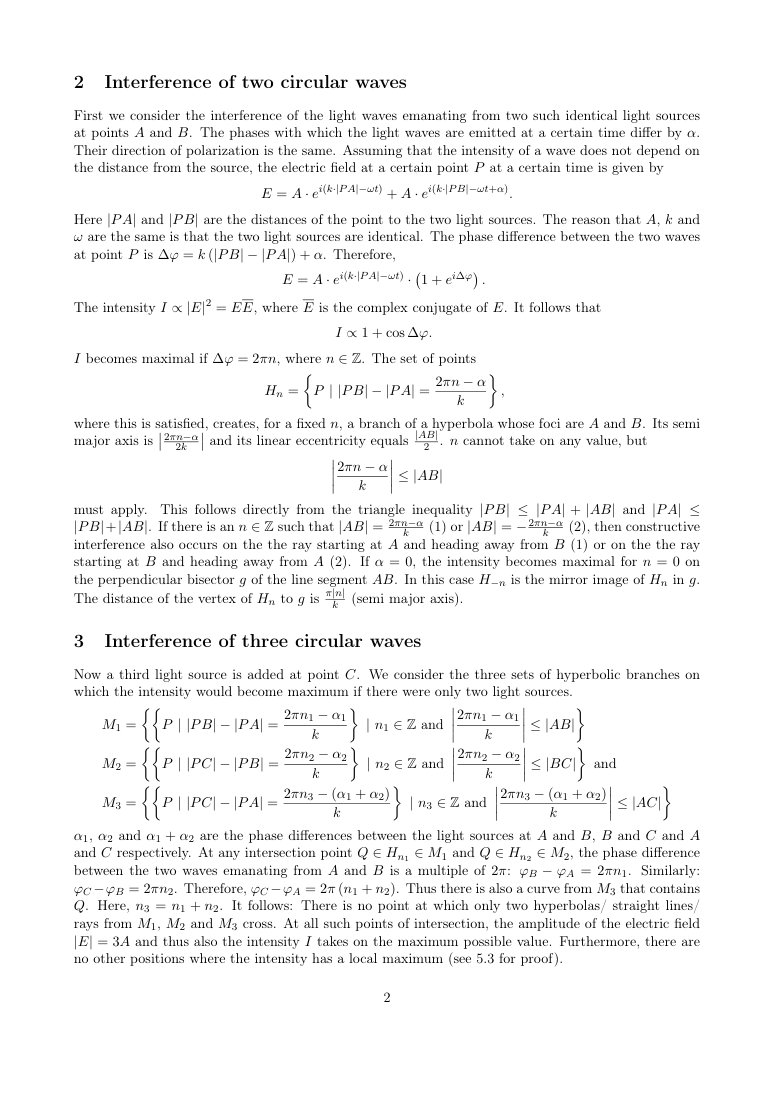 2 Interference of two circular waves
First we consider the interference of the light waves emanating from two such identical light sources
at points A and B. The phases with which the light waves are emitted at a certain time differ by α.
Their direction of polarization is the same. Assuming that the intensity of a wave does not depend on
the distance from the source, the electric field at a certain point P at a certain time is given by
E = A · e^{i(k·|PA|−ωt)} + A · e^{i(k·|PB|−ωt+α)}.
Here |PA| and |PB| are the distances of the point to the two light sources. The reason that A, k and
ω are the same is that the two light sources are identical. The phase difference between the two waves
at point P is Δφ = k (|PB| − |PA|) + α. Therefore,
E = A · e^{i(k·|PA|−ωt)} · (1 + e^{iΔφ}).
The intensity I ∝ |E|² = EE̅, where E̅ is the complex conjugate of E. It follows that
I ∝ 1 + cos Δφ.
I becomes maximal if Δφ = 2πn, where n ∈ ℤ. The set of points
H_n = { P | |PB| − |PA| = \frac{2πn − α}{k} },
where this is satisfied, creates, for a fixed n, a branch of a hyperbola whose foci are A and B. Its semi
major axis is |\frac{2πn−α}{2k}| and its linear eccentricity equals \frac{|AB|}{2}. n cannot take on any value, but
|\frac{2πn − α}{k}| ≤ |AB|
must apply. This follows directly from the triangle inequality |PB| ≤ |PA| + |AB| and |PA| ≤
|PB|+|AB|. If there is an n ∈ ℤ such that |AB| = \frac{2πn−α}{k} (1) or |AB| = −\frac{2πn−α}{k} (2), then constructive
interference also occurs on the the ray starting at A and heading away from B (1) or on the the ray
starting at B and heading away from A (2). If α = 0, the intensity becomes maximal for n = 0 on
the perpendicular bisector g of the line segment AB. In this case H_{−n} is the mirror image of H_n in g.
The distance of the vertex of H_n to g is \frac{π|n|}{k} (semi major axis).
3 Interference of three circular waves
Now a third light source is added at point C. We consider the three sets of hyperbolic branches on
which the intensity would become maximum if there were only two light sources.
M_1 = { { P | |PB| − |PA| = \frac{2πn_1 − α_1}{k} } | n_1 ∈ ℤ and |\frac{2πn_1 − α_1}{k}| ≤ |AB| }
M_2 = { { P | |PC| − |PB| = \frac{2πn_2 − α_2}{k} } | n_2 ∈ ℤ and |\frac{2πn_2 − α_2}{k}| ≤ |BC| } and
M_3 = { { P | |PC| − |PA| = \frac{2πn_3 − (α_1 + α_2)}{k} } | n_3 ∈ ℤ and |\frac{2πn_3 − (α_1 + α_2)}{k}| ≤ |AC| }
α_1, α_2 and α_1 + α_2 are the phase differences between the light sources at A and B, B and C and A
and C respectively. At any intersection point Q ∈ H_{n_1} ∈ M_1 and Q ∈ H_{n_2} ∈ M_2, the phase difference
between the two waves emanating from A and B is a multiple of 2π: φ_B − φ_A = 2πn_1. Similarly:
φ_C − φ_B = 2πn_2. Therefore, φ_C − φ_A = 2π (n_1 + n_2). Thus there is also a curve from M_3 that contains
Q. Here, n_3 = n_1 + n_2. It follows: There is no point at which only two hyperbolas/ straight lines/
rays from M_1, M_2 and M_3 cross. At all such points of intersection, the amplitude of the electric field
|E| = 3A and thus also the intensity I takes on the maximum possible value. Furthermore, there are
no other positions where the intensity has a local maximum (see 5.3 for proof).
2